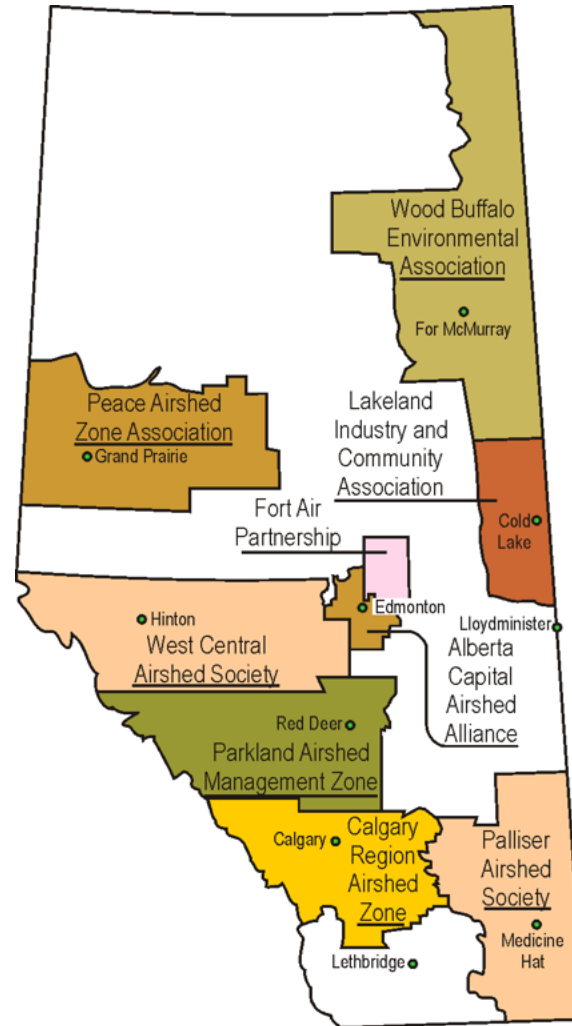 Wood Buffalo
Environmental
Association
For McMurray
Peace Airshed
Zone Association
Grand Prairie
Lakeland
Industry and
Community
Association
Cold
Lake
Fort Air
Partnership
Edmonton
Lloydminister
Hinton
West Central
Airshed Society
Alberta
Capital
Airshed
Alliance
Red Deer
Parkland Airshed
Management Zone
Calgary
Calgary
Region
Airshed
Zone
Palliser
Airshed
Society
Medicine
Hat
Lethbridge